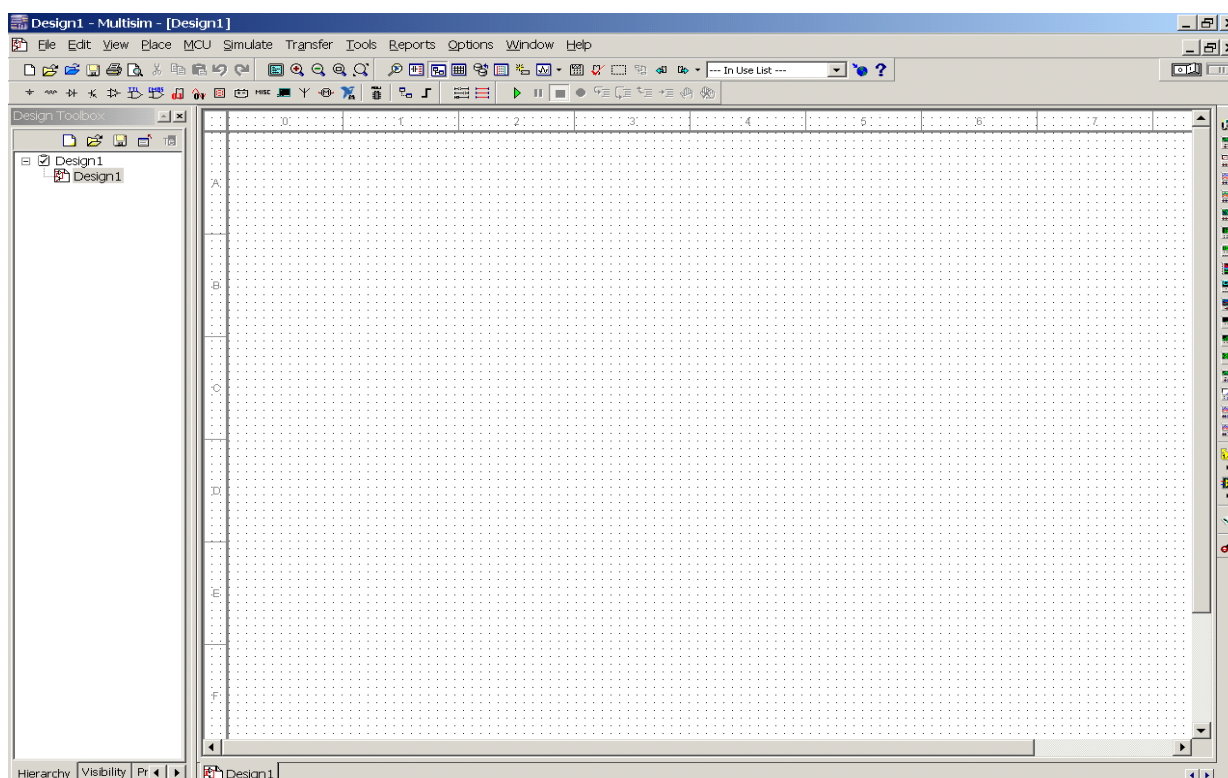 Design1 - Multisim - [Design1]
File Edit View Place MCU Simulate Transfer Tools Reports Options Window Help
--- In Use List ---
Design Toolbox
0 1 2 3 4 5 6 7
Design1
Design1
A
B
C
D
E
F
Hierarchy Visibility Pr
Design1